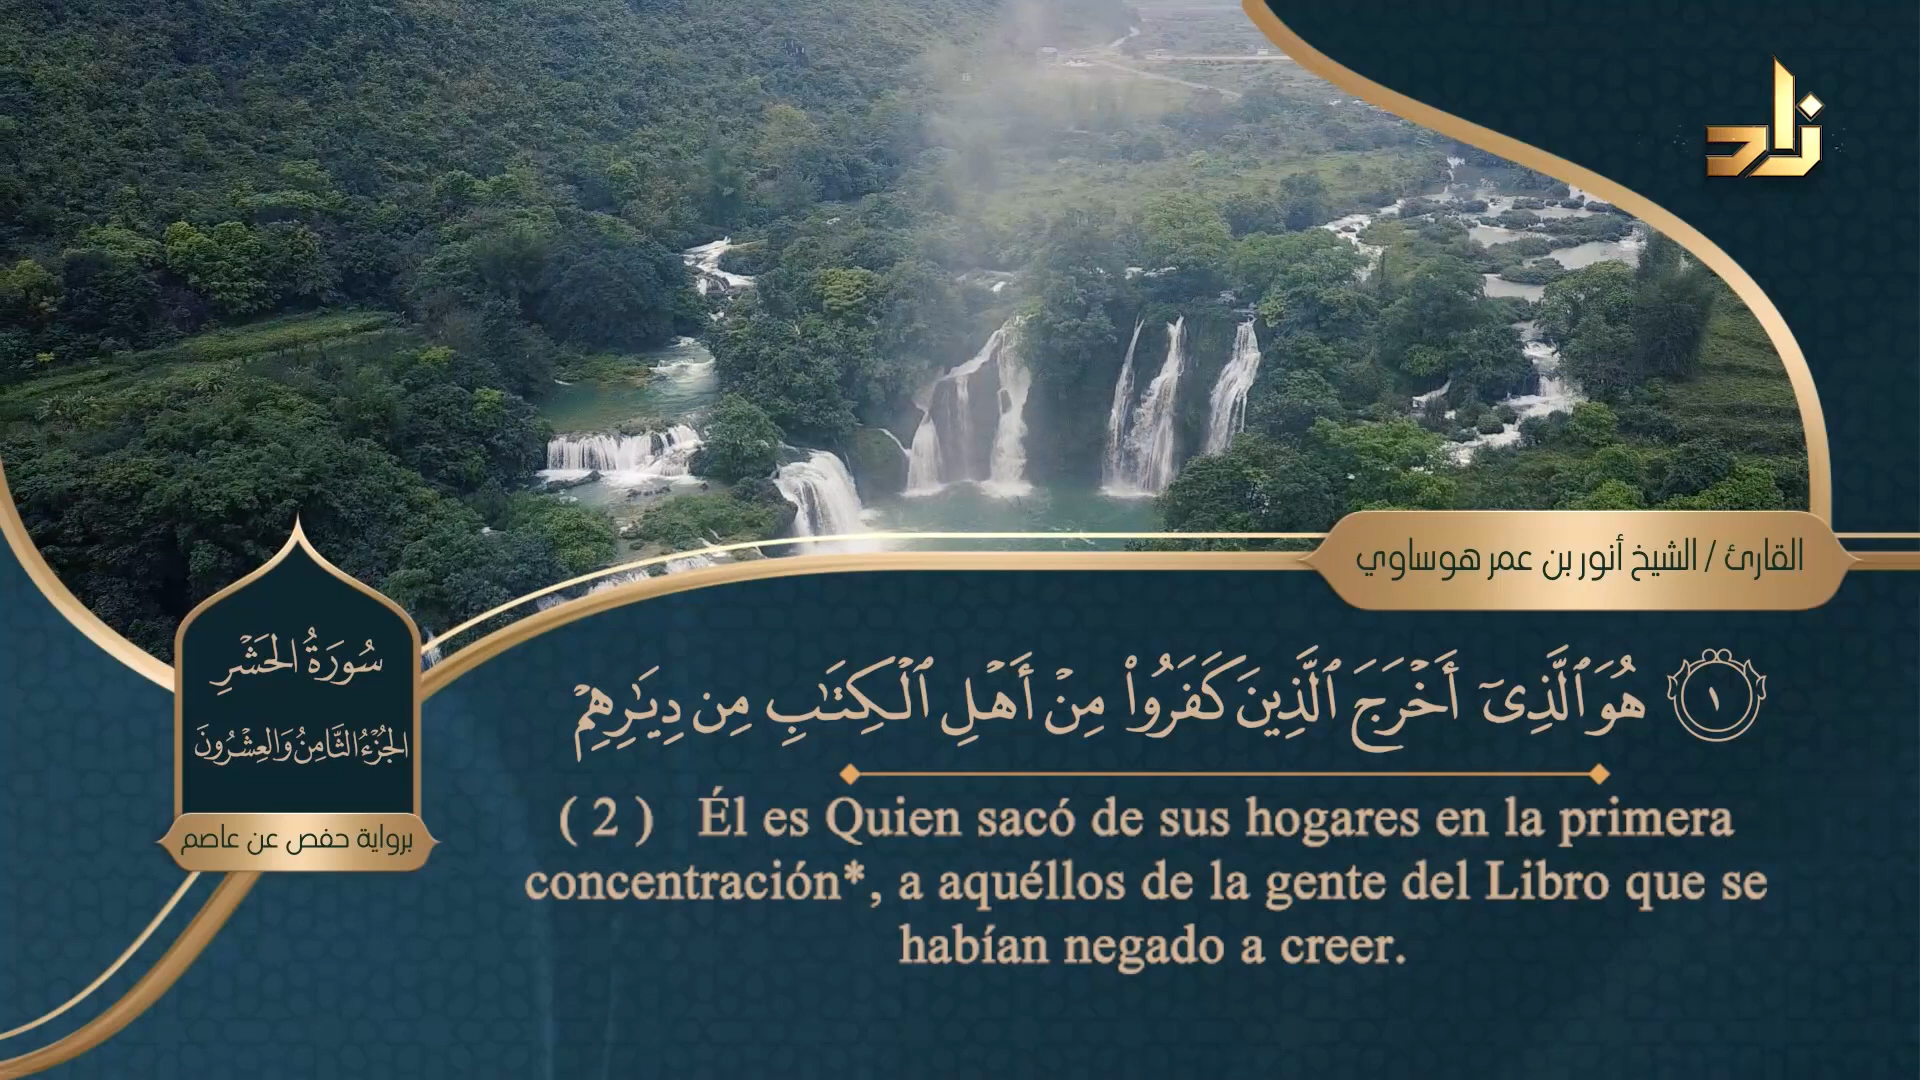 زاد
القارئ / الشيخ أنور بن عمر هوساوي
سُورَةُ الحَشْرِ
الجُزْءُ الثَّامِنُ وَالعِشْرُونَ
برواية حفص عن عاصم
١ هُوَ ٱلَّذِىٓ أَخْرَجَ ٱلَّذِينَ كَفَرُوا۟ مِنْ أَهْلِ ٱلْكِتَـٰبِ مِن دِيَـٰرِهِمْ
( 2 ) Él es Quien sacó de sus hogares en la primera
concentración*, a aquéllos de la gente del Libro que se
habían negado a creer.